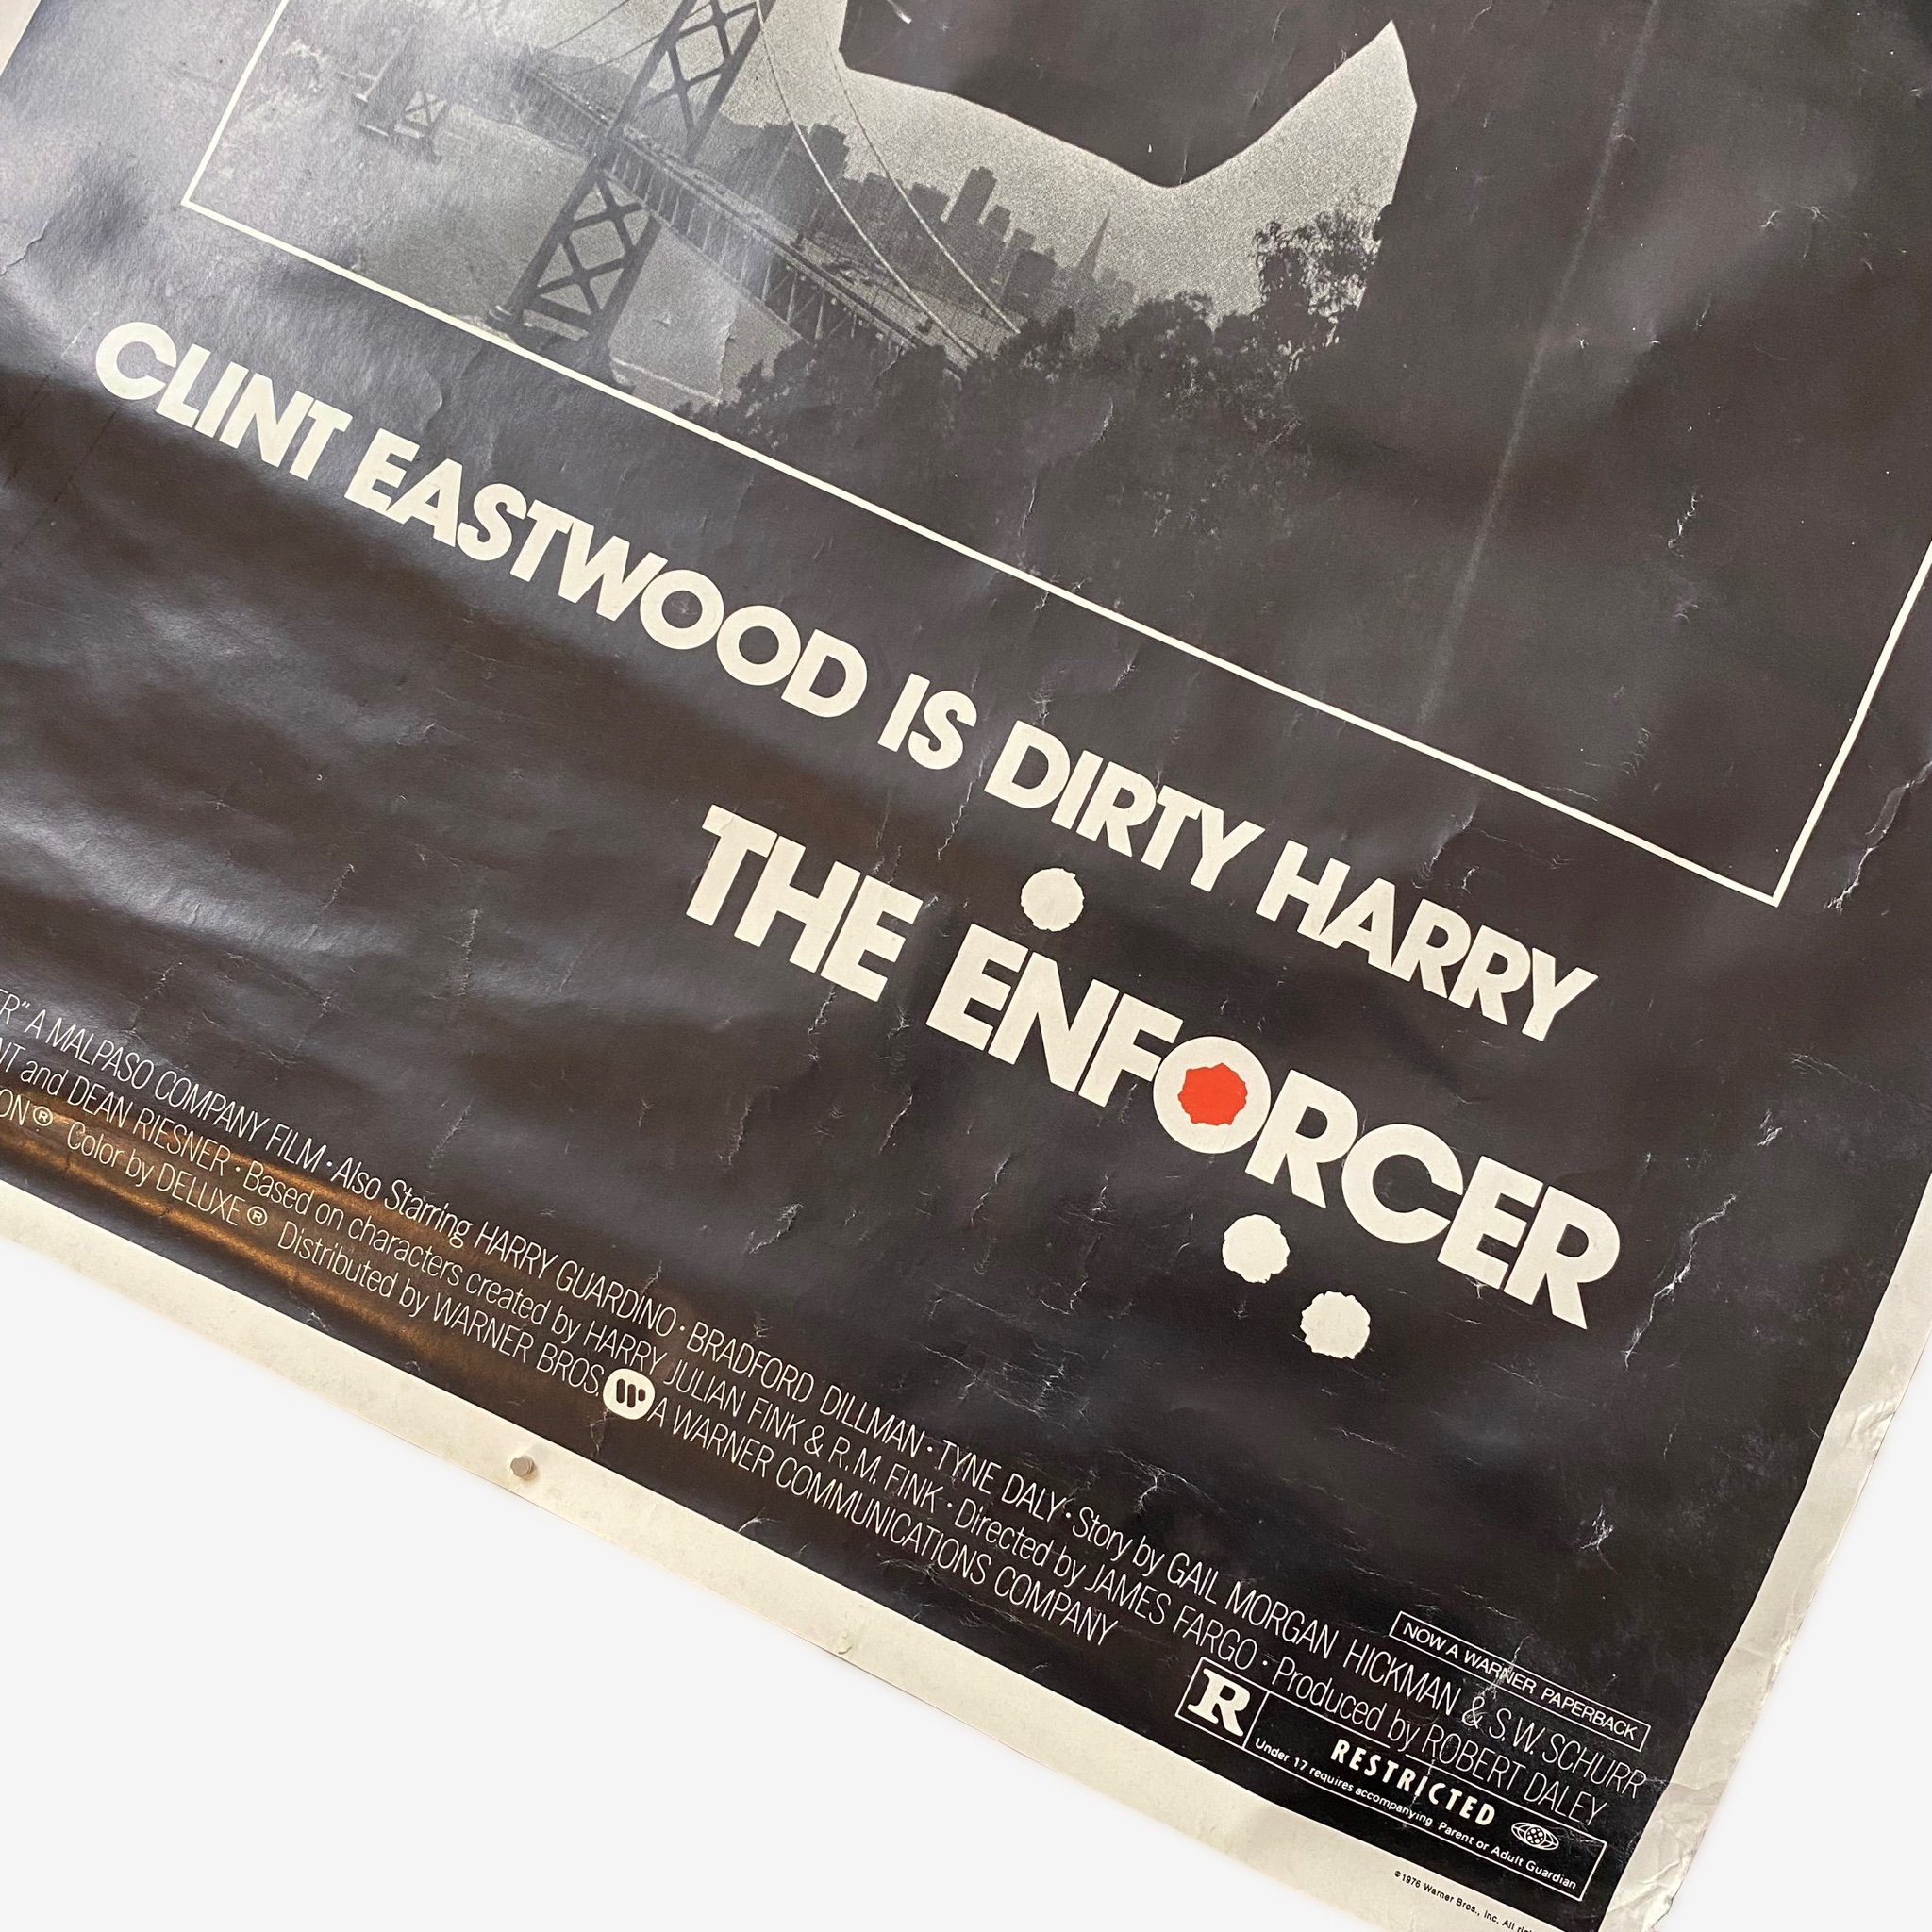 CLINT EASTWOOD IS DIRTY HARRY
THE ENFORCER
A MALPASO COMPANY FILM · Also Starring HARRY GUARDINO · BRADFORD DILLMAN · TYNE DALY · Story by GAIL MORGAN HICKMAN & S.W. SCHURR
and DEAN RIESNER · Based on characters created by HARRY JULIAN FINK & R.M. FINK · Directed by JAMES FARGO · Produced by ROBERT DALEY
® Color by DELUXE® Distributed by WARNER BROS. A WARNER COMMUNICATIONS COMPANY
NOW A WARNER PAPERBACK
R RESTRICTED
Under 17 requires accompanying Parent or Adult Guardian
©1976 Warner Bros., Inc. All